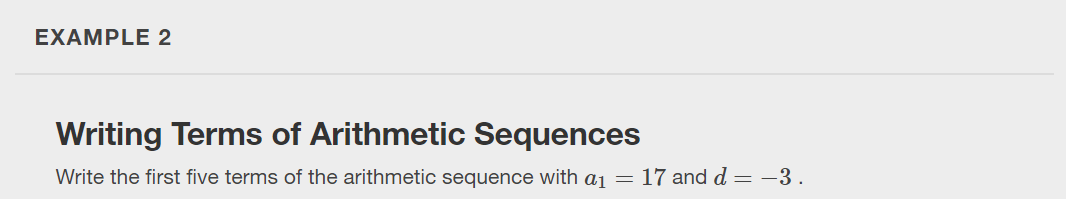 EXAMPLE 2
Writing Terms of Arithmetic Sequences
Write the first five terms of the arithmetic sequence with a₁ = 17 and d = −3 .